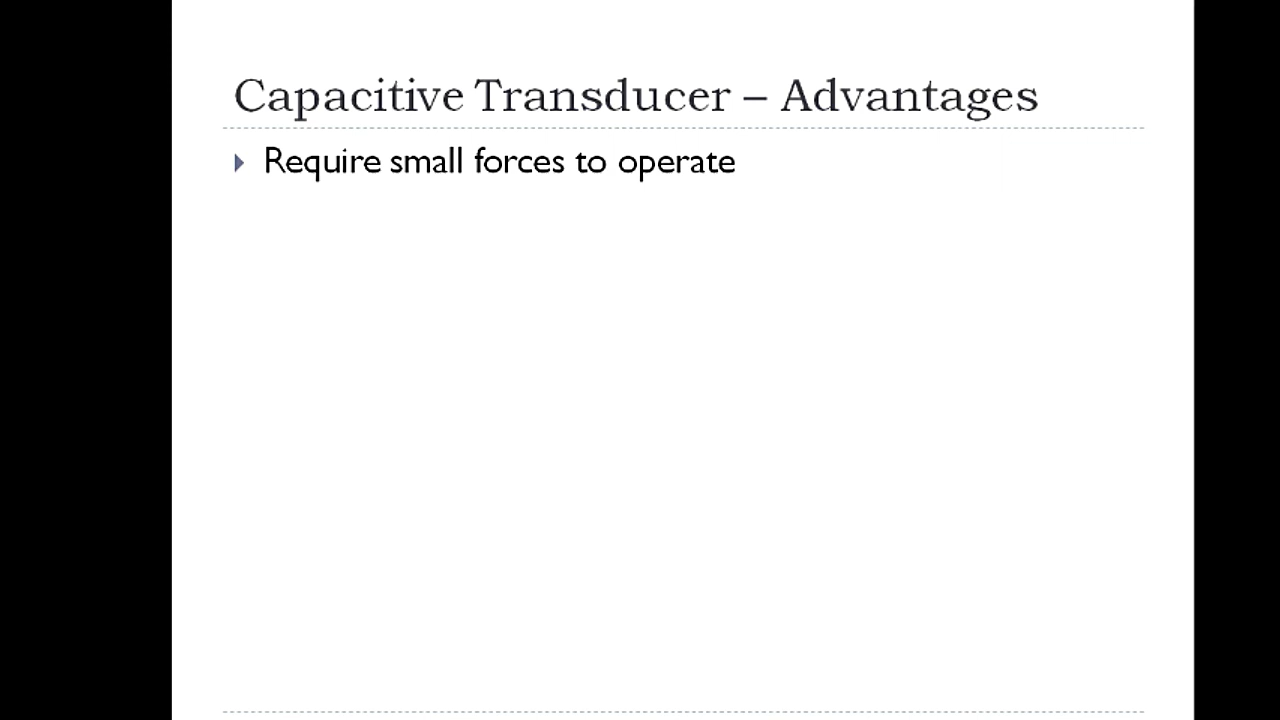 Capacitive Transducer – Advantages
Require small forces to operate